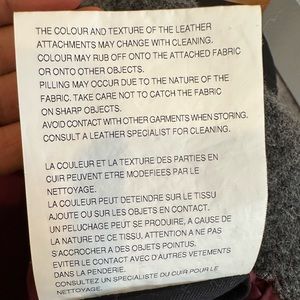 THE COLOUR AND TEXTURE OF THE LEATHER
ATTACHMENTS MAY CHANGE WITH CLEANING.
COLOUR MAY RUB OFF ONTO THE ATTACHED FABRIC
OR ONTO OTHER OBJECTS.
PILLING MAY OCCUR DUE TO THE NATURE OF THE
FABRIC. TAKE CARE NOT TO CATCH THE FABRIC
ON SHARP OBJECTS.
AVOID CONTACT WITH OTHER GARMENTS WHEN STORING.
CONSULT A LEATHER SPECIALIST FOR CLEANING.
LA COULEUR ET LA TEXTURE DES PARTIES EN
CUIR PEUVENT ETRE MODEFIEES PAR LE
NETTOYAGE.
LA COULEUR PEUT DETEINDRE SUR LE TISSU
AJOUTE OU SUR LES OBJETS EN CONTACT.
UN PELUCHAGE PEUT SE PRODUIRE, A CAUSE DE
LA NATURE DE CE TISSU. ATTENTION A NE PAS
S'ACCROCHER A DES OBJETS POINTUS.
EVITER LE CONTACT AVEC D'AUTRES VETEMENTS
DANS LA PENDERIE.
CONSULTEZ UN SPECIALISTE DU CUIR POUR LE
NETTOYAGE.